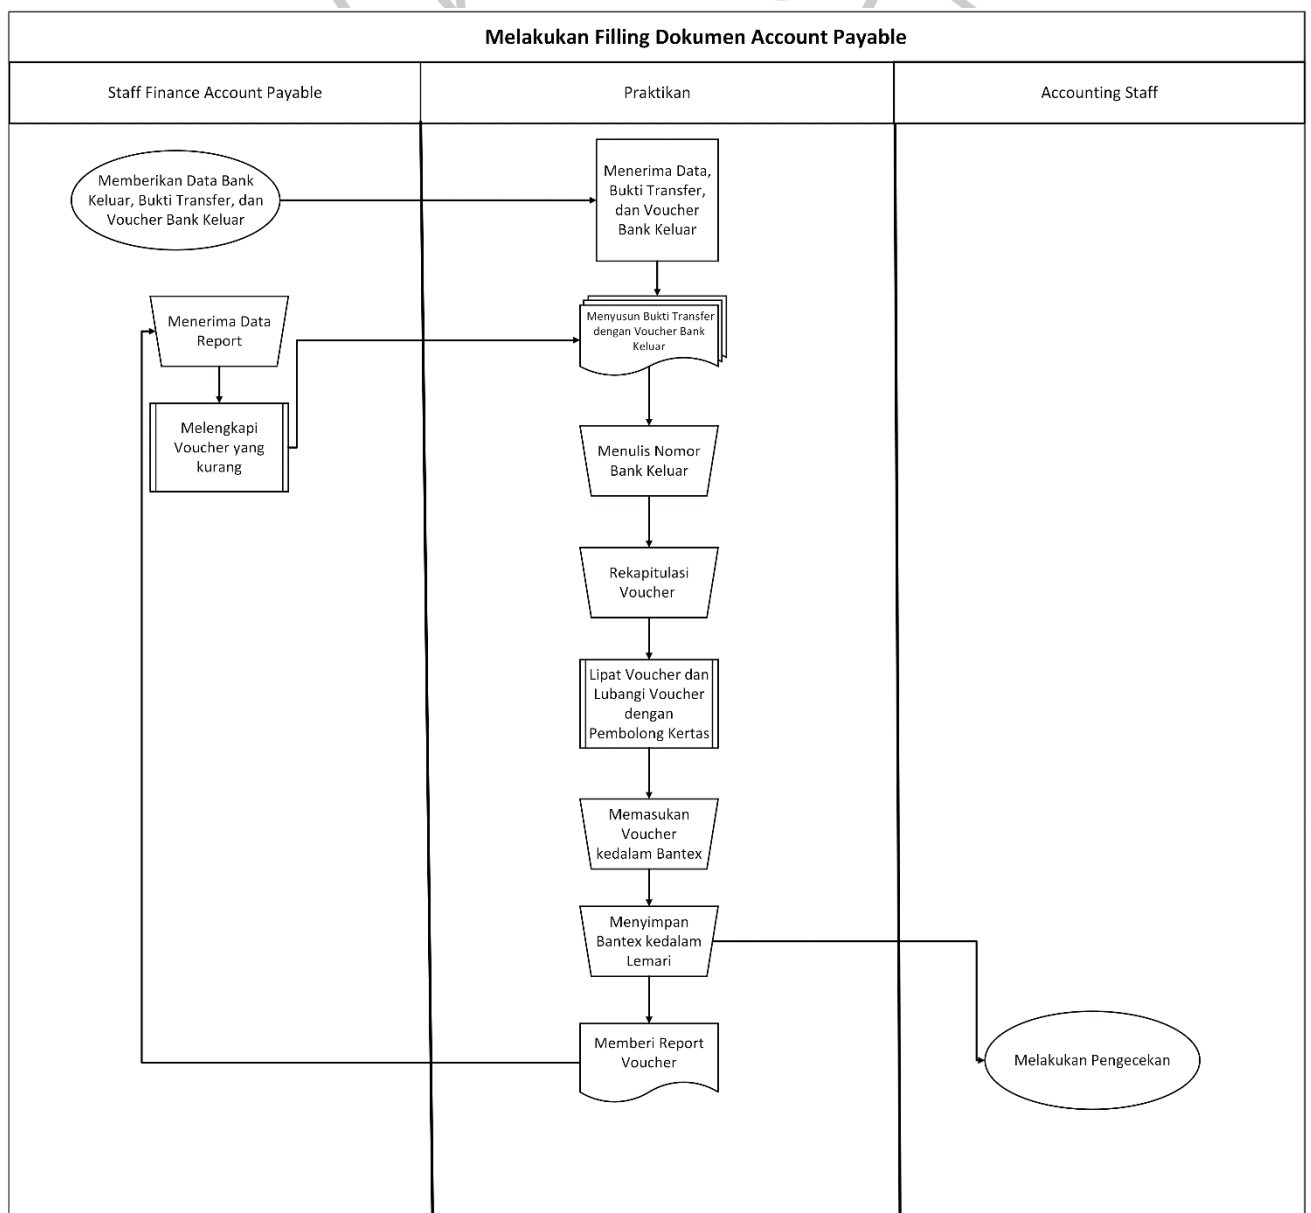 Melakukan Filling Dokumen Account Payable
Staff Finance Account Payable
Praktikan
Accounting Staff
Memberikan Data Bank
Keluar, Bukti Transfer, dan
Voucher Bank Keluar
Menerima Data,
Bukti Transfer,
dan Voucher
Bank Keluar
Menerima Data
Report
Menyusun Bukti Transfer
dengan Voucher Bank
Keluar
Melengkapi
Voucher yang
kurang
Menulis Nomor
Bank Keluar
Rekapitulasi
Voucher
Lipat Voucher dan
Lubangi Voucher
dengan
Pembolong Kertas
Memasukan
Voucher
kedalam Bantex
Menyimpan
Bantex kedalam
Lemari
Memberi Report
Voucher
Melakukan Pengecekan